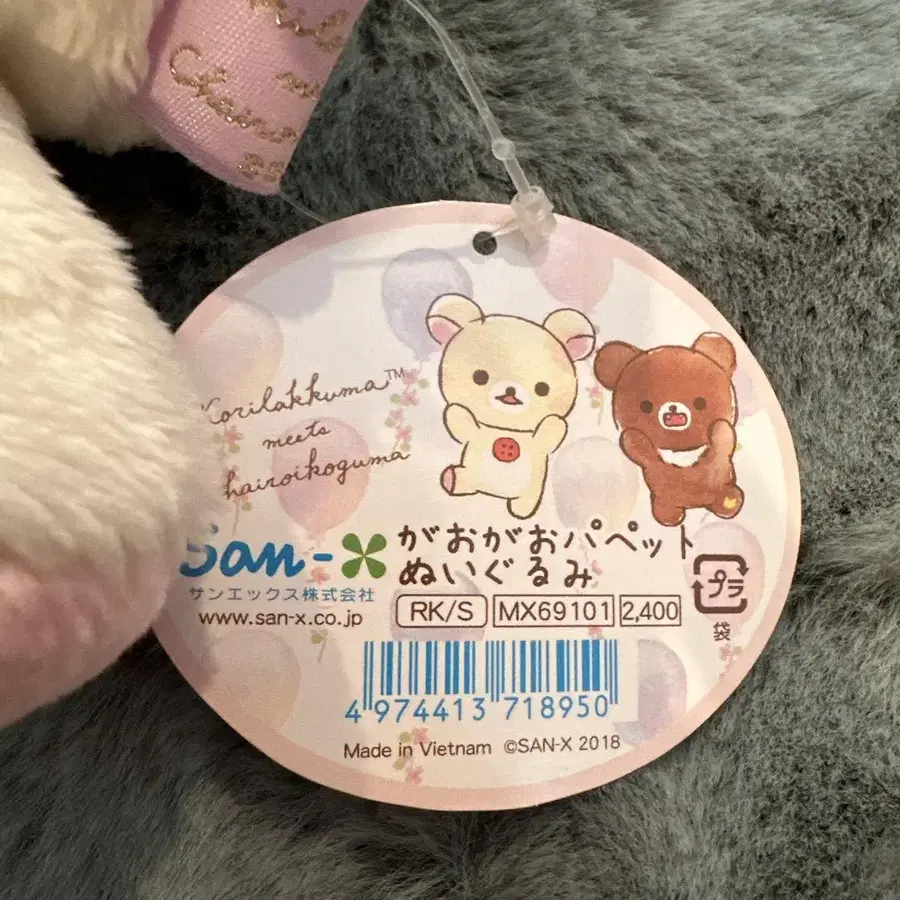 Korilakkuma™
meets
hairoikoguma
San-X
サンエックス株式会社
www.san-x.co.jp
がおがおパペット
ぬいぐるみ
RK/S MX69101 2,400
プラ
袋
4 974413 718950
Made in Vietnam ©SAN-X 2018